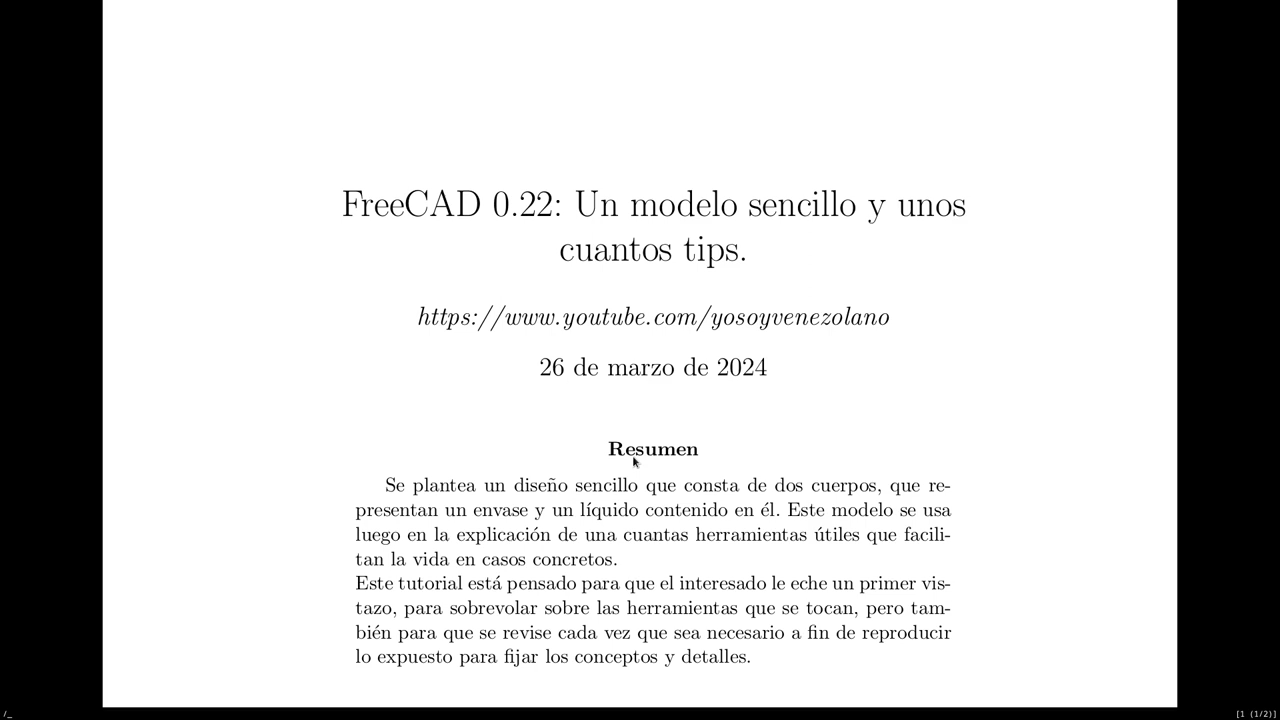 FreeCAD 0.22: Un modelo sencillo y unos
cuantos tips.
https://www.youtube.com/yosoyvenezolano
26 de marzo de 2024
Resumen
Se plantea un diseño sencillo que consta de dos cuerpos, que re-
presentan un envase y un líquido contenido en él. Este modelo se usa
luego en la explicación de una cuantas herramientas útiles que facili-
tan la vida en casos concretos.
Este tutorial está pensado para que el interesado le eche un primer vis-
tazo, para sobrevolar sobre las herramientas que se tocan, pero tam-
bién para que se revise cada vez que sea necesario a fin de reproducir
lo expuesto para fijar los conceptos y detalles.
/_
[1 (1/2)]